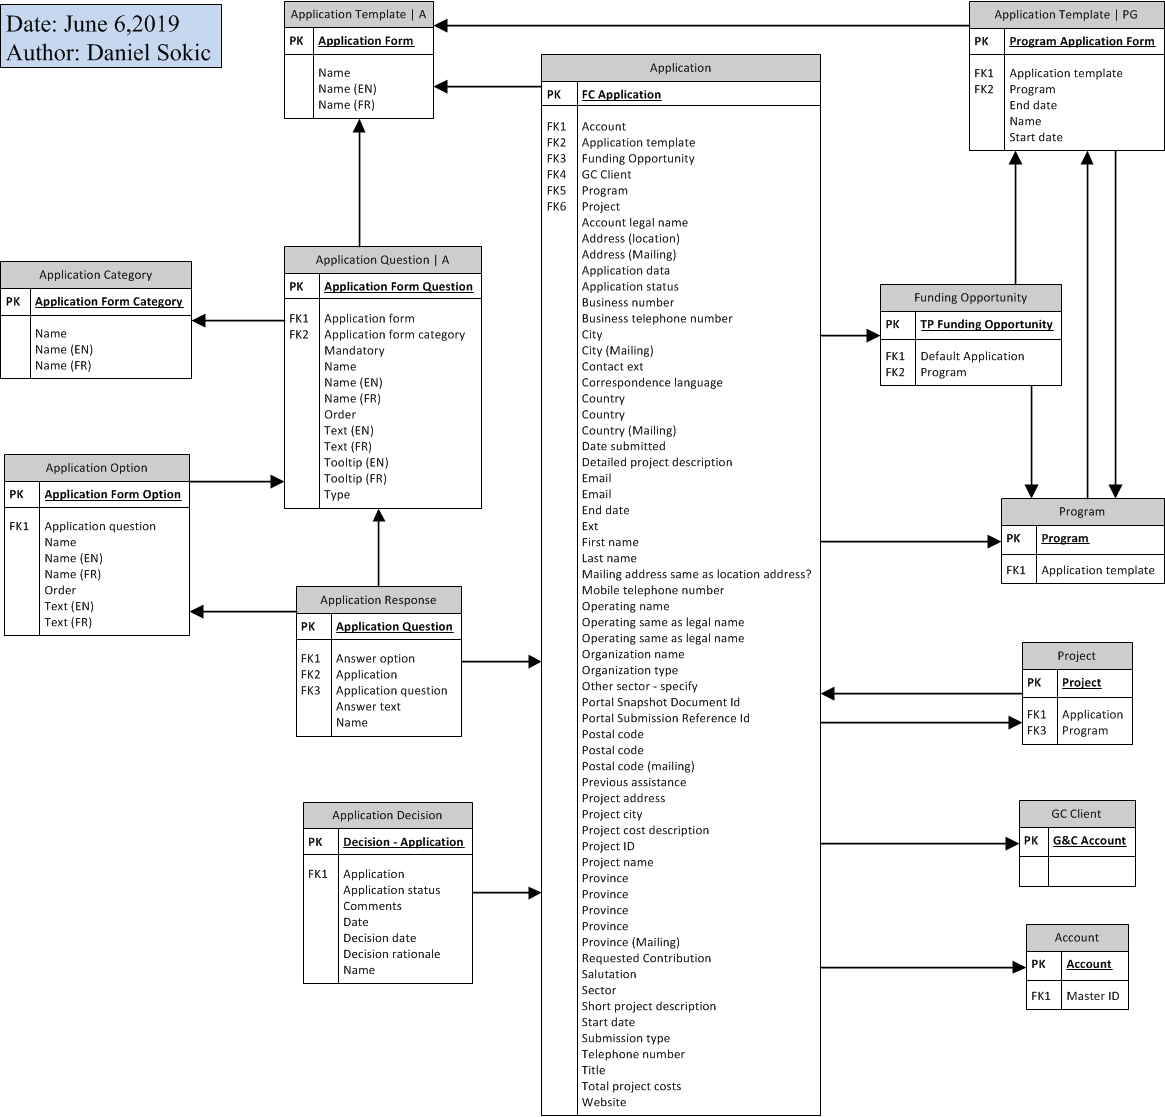 Date: June 6,2019
Author: Daniel Sokic
Application Template | A
PK Application Form
Name
Name (EN)
Name (FR)
Application Template | PG
PK Program Application Form
FK1 Application template
FK2 Program
End date
Name
Start date
Application
PK FC Application
FK1 Account
FK2 Application template
FK3 Funding Opportunity
FK4 GC Client
FK5 Program
FK6 Project
Account legal name
Address (location)
Address (Mailing)
Application data
Application status
Business number
Business telephone number
City
City (Mailing)
Contact ext
Correspondence language
Country
Country
Country (Mailing)
Date submitted
Detailed project description
Email
Email
End date
Ext
First name
Last name
Mailing address same as location address?
Mobile telephone number
Operating name
Operating same as legal name
Operating same as legal name
Organization name
Organization type
Other sector - specify
Portal Snapshot Document Id
Portal Submission Reference Id
Postal code
Postal code
Postal code (mailing)
Previous assistance
Project address
Project city
Project cost description
Project ID
Project name
Province
Province
Province
Province
Province (Mailing)
Requested Contribution
Salutation
Sector
Short project description
Start date
Submission type
Telephone number
Title
Total project costs
Website
Application Category
PK Application Form Category
Name
Name (EN)
Name (FR)
Application Question | A
PK Application Form Question
FK1 Application form
FK2 Application form category
Mandatory
Name
Name (EN)
Name (FR)
Order
Text (EN)
Text (FR)
Tooltip (EN)
Tooltip (FR)
Type
Funding Opportunity
PK TP Funding Opportunity
FK1 Default Application
FK2 Program
Application Option
PK Application Form Option
FK1 Application question
Name
Name (EN)
Name (FR)
Order
Text (EN)
Text (FR)
Program
PK Program
FK1 Application template
Application Response
PK Application Question
FK1 Answer option
FK2 Application
FK3 Application question
Answer text
Name
Project
PK Project
FK1 Application
FK3 Program
Application Decision
PK Decision - Application
FK1 Application
Application status
Comments
Date
Decision date
Decision rationale
Name
GC Client
PK G&C Account
Account
PK Account
FK1 Master ID